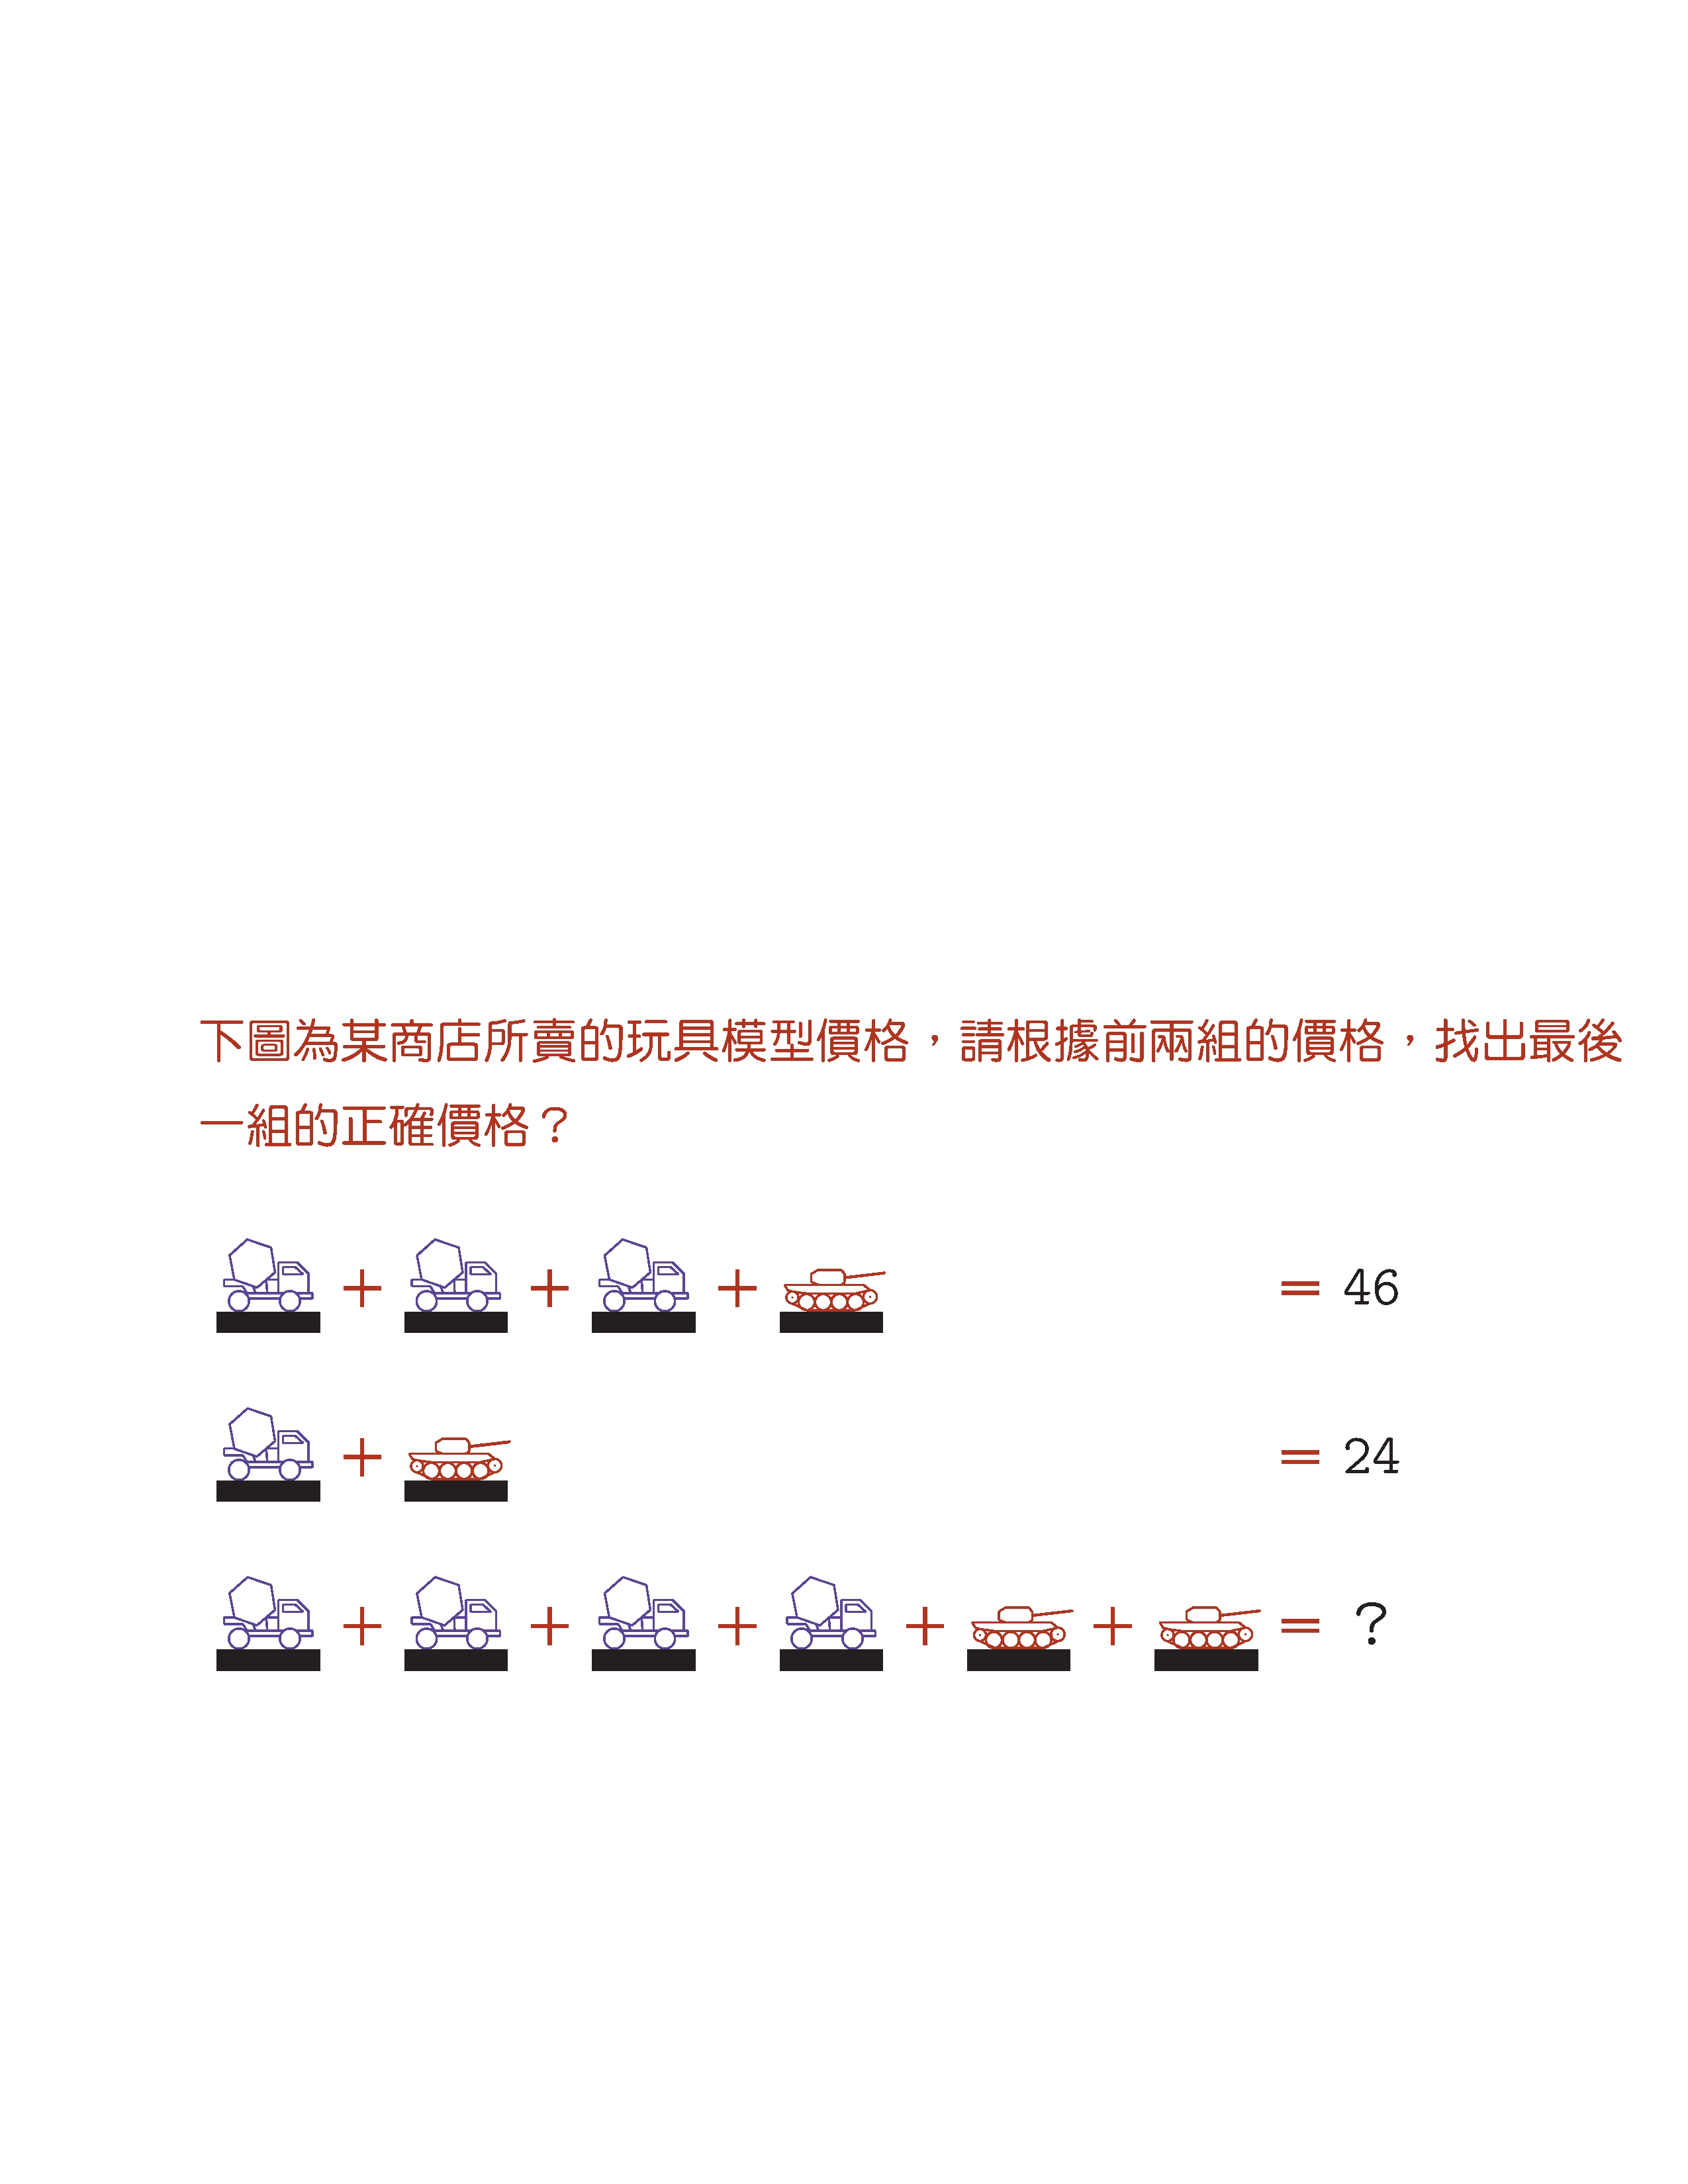 下圖為某商店所賣的玩具模型價格，請根據前兩組的價格，找出最後
一組的正確價格？
+ + + = 46
+ = 24
+ + + + + = ?